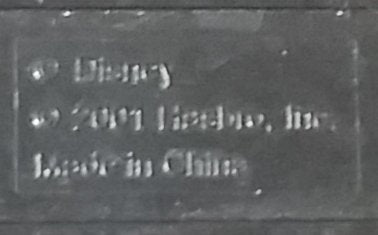 © Disney
© 2001 Hasbro, Inc.
Made in China